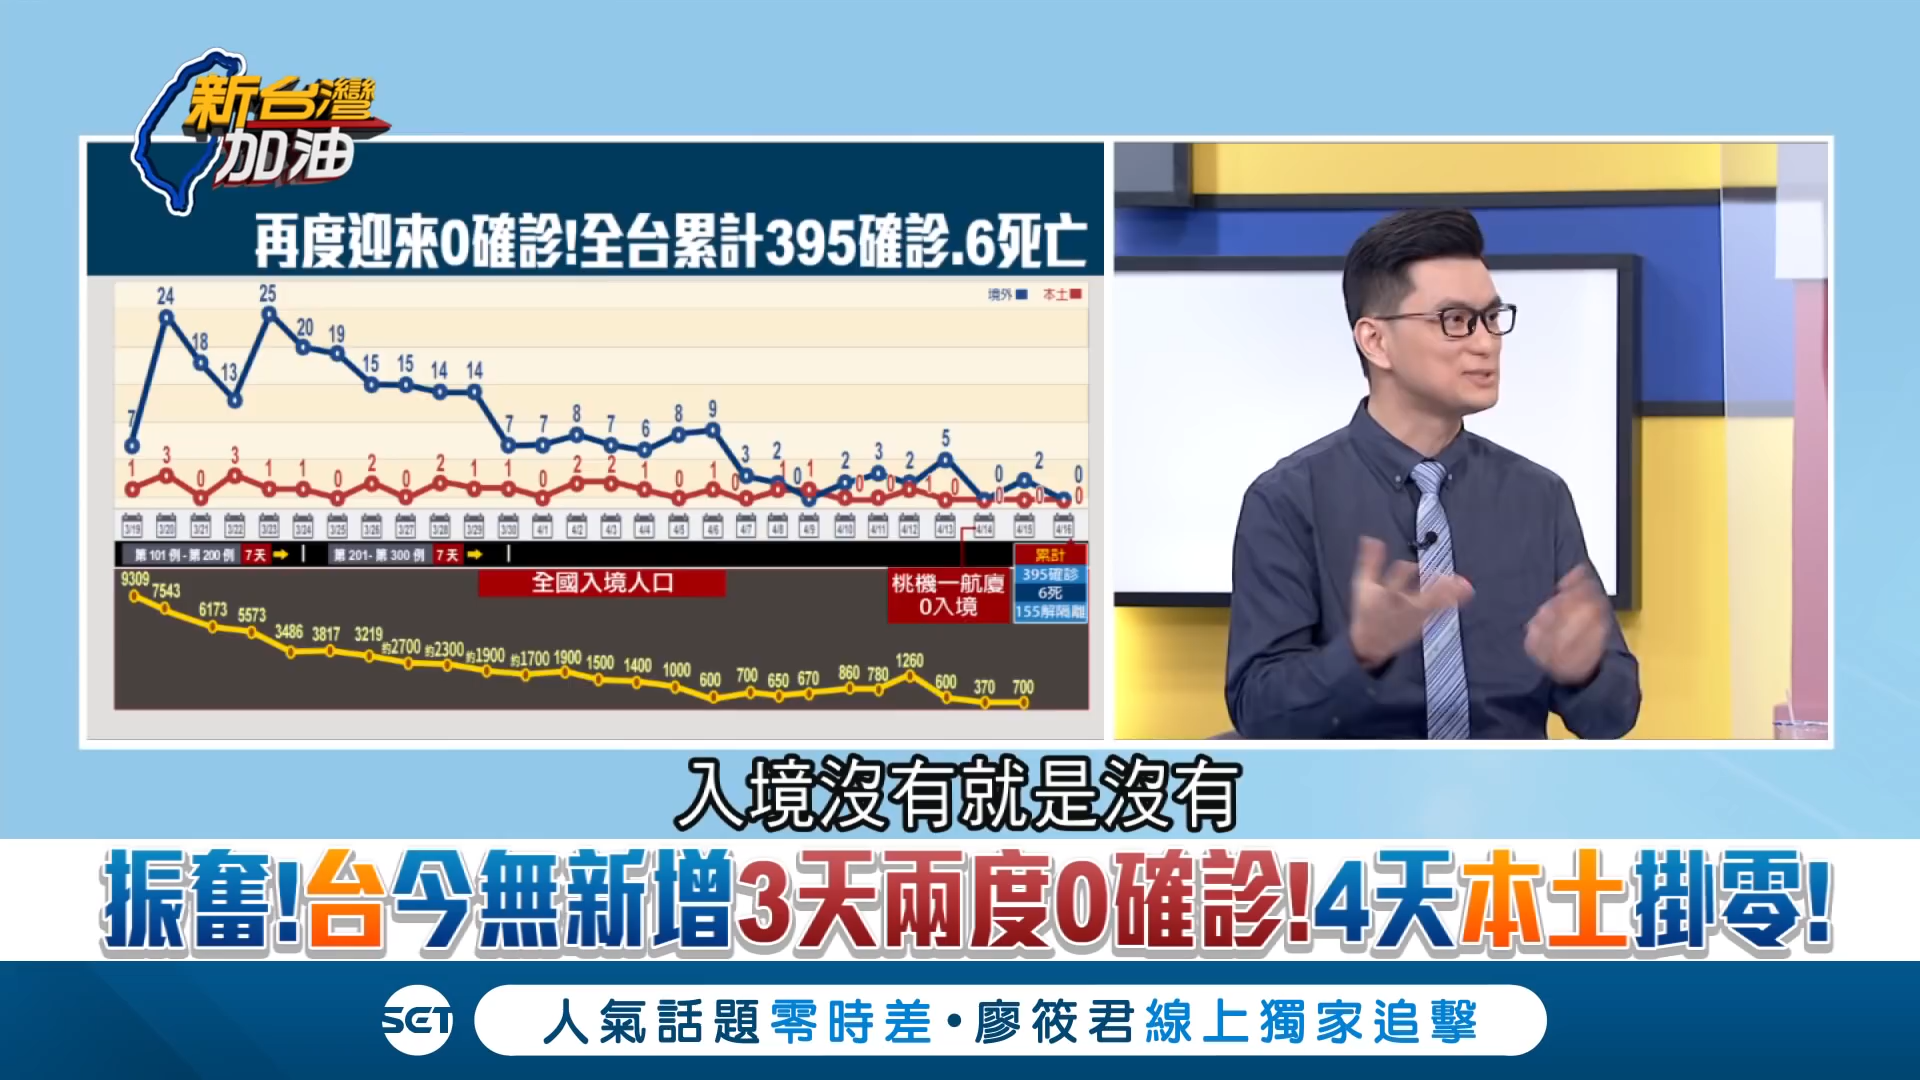 新台灣
加油
再度迎來0確診!全台累計395確診.6死亡
境外 本土
7 24 18 13 25 20 19 15 15 14 14 7 7 8 7 6 8 9 3 2 0 2 3 2 5 0 2 0
1 3 0 3 1 1 0 2 0 2 1 1 0 2 2 1 0 1 0 1 1 0 0 1 0 0 0 0
3/19 3/20 3/21 3/22 3/23 3/24 3/25 3/26 3/27 3/28 3/29 3/30 4/1 4/2 4/3 4/4 4/5 4/6 4/7 4/8 4/9 4/10 4/11 4/12 4/13 4/14 4/15 4/16
第101例-第200例 7天 第201-第300例 7天
累計
395確診
6死
155解隔離
全國入境人口
桃機一航廈
0入境
9309 7543 6173 5573 3486 3817 3219 約2700 約2300 約1900 約1700 1900 1500 1400 1000 600 700 650 670 860 780 1260 600 370 700
入境沒有就是沒有
振奮!台今無新增3天兩度0確診!4天本土掛零!
SET 人氣話題零時差•廖筱君線上獨家追擊